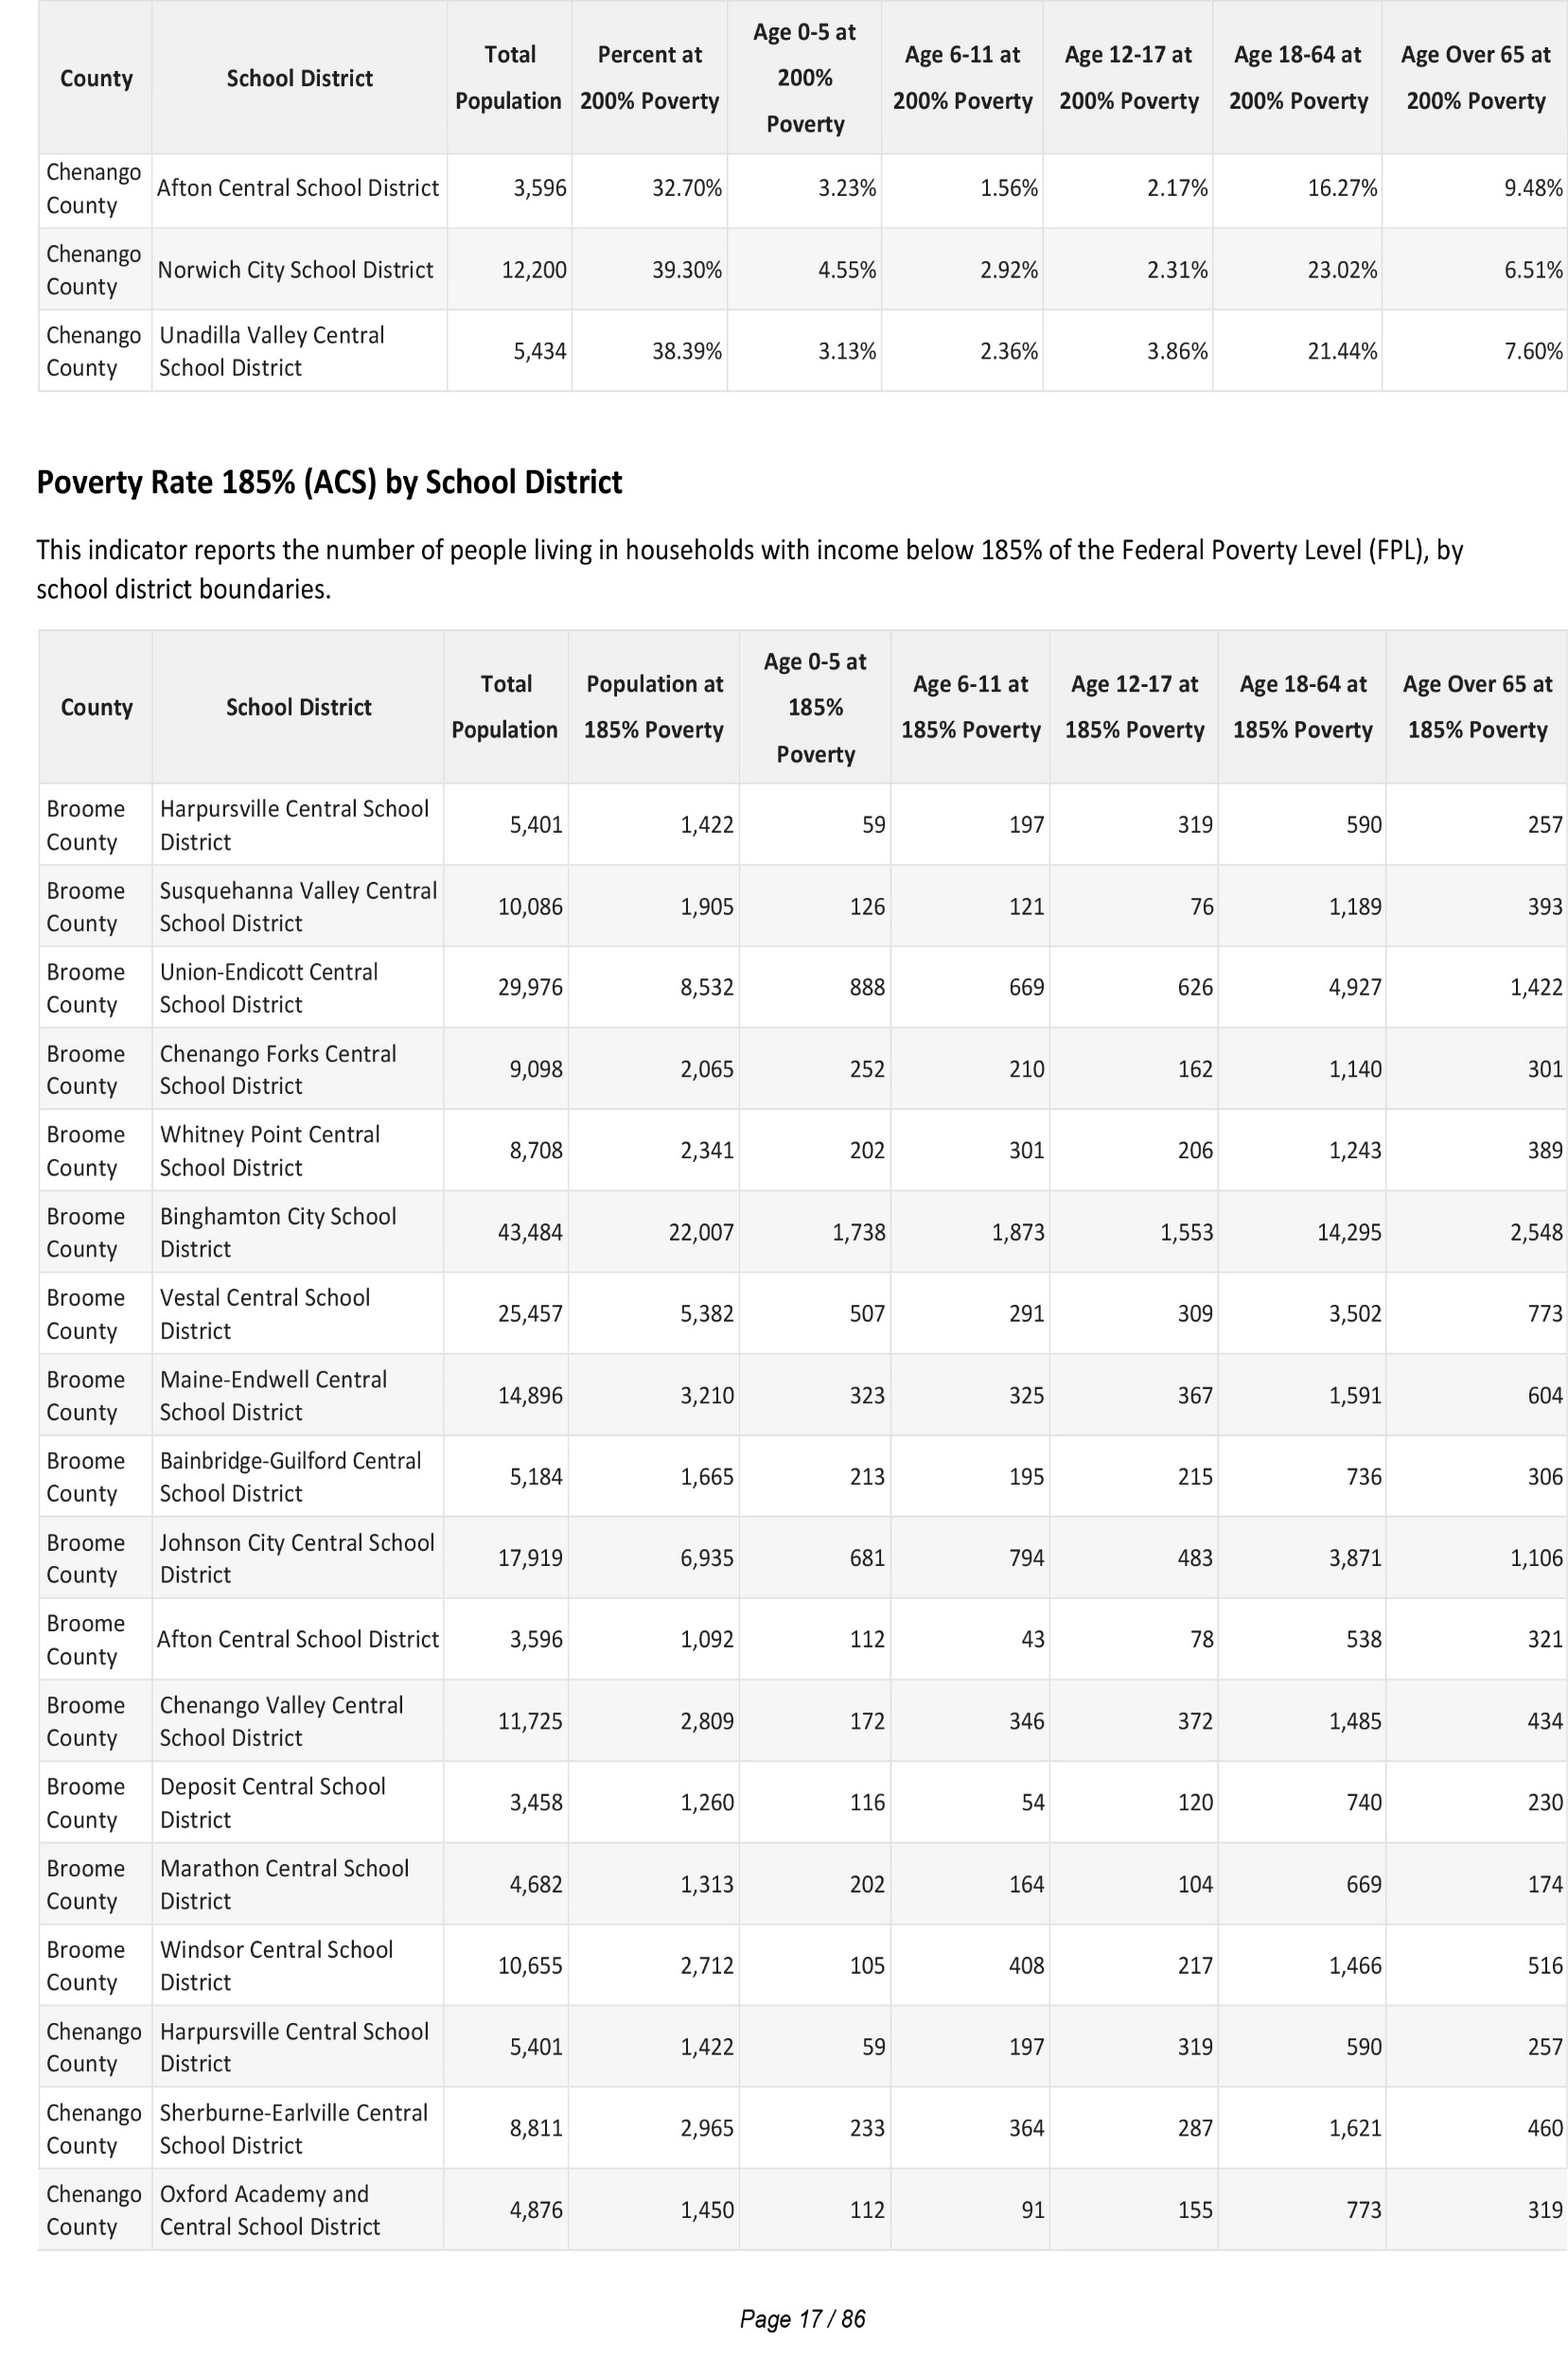 County School District Total Population Percent at 200% Poverty Age 0-5 at 200% Poverty Age 6-11 at 200% Poverty Age 12-17 at 200% Poverty Age 18-64 at 200% Poverty Age Over 65 at 200% Poverty
Chenango County Afton Central School District 3,596 32.70% 3.23% 1.56% 2.17% 16.27% 9.48%
Chenango County Norwich City School District 12,200 39.30% 4.55% 2.92% 2.31% 23.02% 6.51%
Chenango County Unadilla Valley Central School District 5,434 38.39% 3.13% 2.36% 3.86% 21.44% 7.60%
Poverty Rate 185% (ACS) by School District
This indicator reports the number of people living in households with income below 185% of the Federal Poverty Level (FPL), by
school district boundaries.
County School District Total Population Population at 185% Poverty Age 0-5 at 185% Poverty Age 6-11 at 185% Poverty Age 12-17 at 185% Poverty Age 18-64 at 185% Poverty Age Over 65 at 185% Poverty
Broome County Harpursville Central School District 5,401 1,422 59 197 319 590 257
Broome County Susquehanna Valley Central School District 10,086 1,905 126 121 76 1,189 393
Broome County Union-Endicott Central School District 29,976 8,532 888 669 626 4,927 1,422
Broome County Chenango Forks Central School District 9,098 2,065 252 210 162 1,140 301
Broome County Whitney Point Central School District 8,708 2,341 202 301 206 1,243 389
Broome County Binghamton City School District 43,484 22,007 1,738 1,873 1,553 14,295 2,548
Broome County Vestal Central School District 25,457 5,382 507 291 309 3,502 773
Broome County Maine-Endwell Central School District 14,896 3,210 323 325 367 1,591 604
Broome County Bainbridge-Guilford Central School District 5,184 1,665 213 195 215 736 306
Broome County Johnson City Central School District 17,919 6,935 681 794 483 3,871 1,106
Broome County Afton Central School District 3,596 1,092 112 43 78 538 321
Broome County Chenango Valley Central School District 11,725 2,809 172 346 372 1,485 434
Broome County Deposit Central School District 3,458 1,260 116 54 120 740 230
Broome County Marathon Central School District 4,682 1,313 202 164 104 669 174
Broome County Windsor Central School District 10,655 2,712 105 408 217 1,466 516
Chenango County Harpursville Central School District 5,401 1,422 59 197 319 590 257
Chenango County Sherburne-Earlville Central School District 8,811 2,965 233 364 287 1,621 460
Chenango County Oxford Academy and Central School District 4,876 1,450 112 91 155 773 319
Page 17 / 86